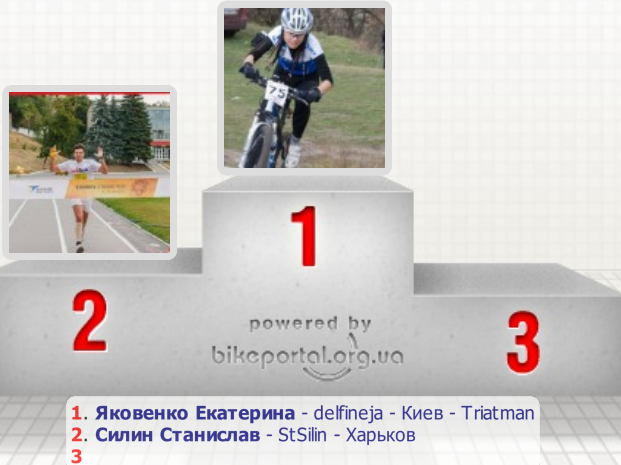 75
1
2
3
powered by
bikeportal.org.ua
1. Яковенко Екатерина - delfineja - Киев - Triatman
2. Силин Станислав - StSilin - Харьков
3